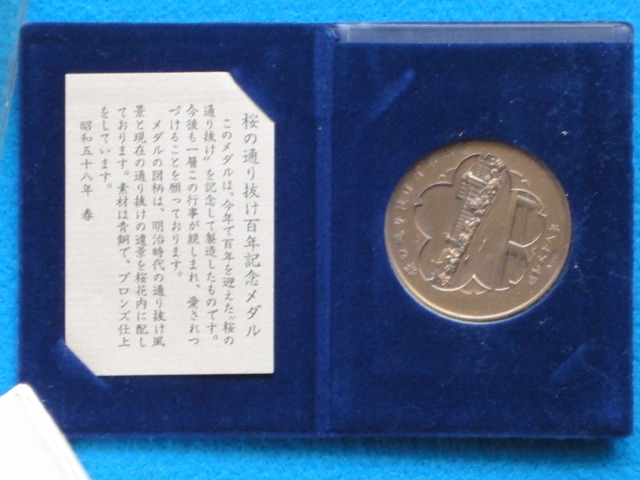 桜の通り抜け百年記念メダル
このメダルは、今年で百年を迎えた〝桜の
通り抜け〟を記念して製造したものです。
今後も一層この行事が親しまれ、愛されつ
づけることを願っております。
メダルの図柄は、明治時代の通り抜け風
景と現在の通り抜けの遠景を桜花内に配し
ております。素材は青銅で、ブロンズ仕上
をしています。
昭和五十八年 春
桜の通り抜け